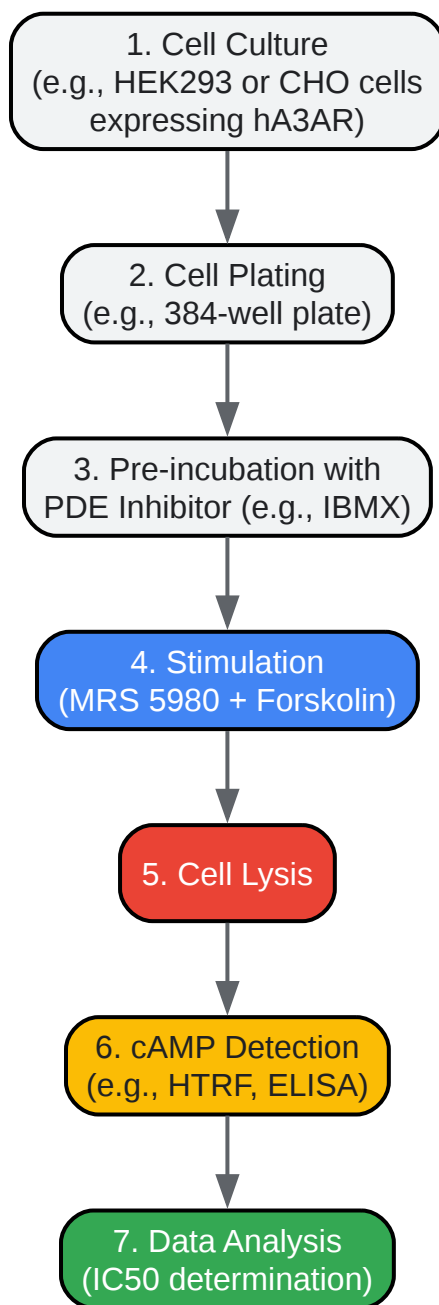 1. Cell Culture
(e.g., HEK293 or CHO cells
expressing hA3AR)
2. Cell Plating
(e.g., 384-well plate)
3. Pre-incubation with
PDE Inhibitor (e.g., IBMX)
4. Stimulation
(MRS 5980 + Forskolin)
5. Cell Lysis
6. cAMP Detection
(e.g., HTRF, ELISA)
7. Data Analysis
(IC50 determination)